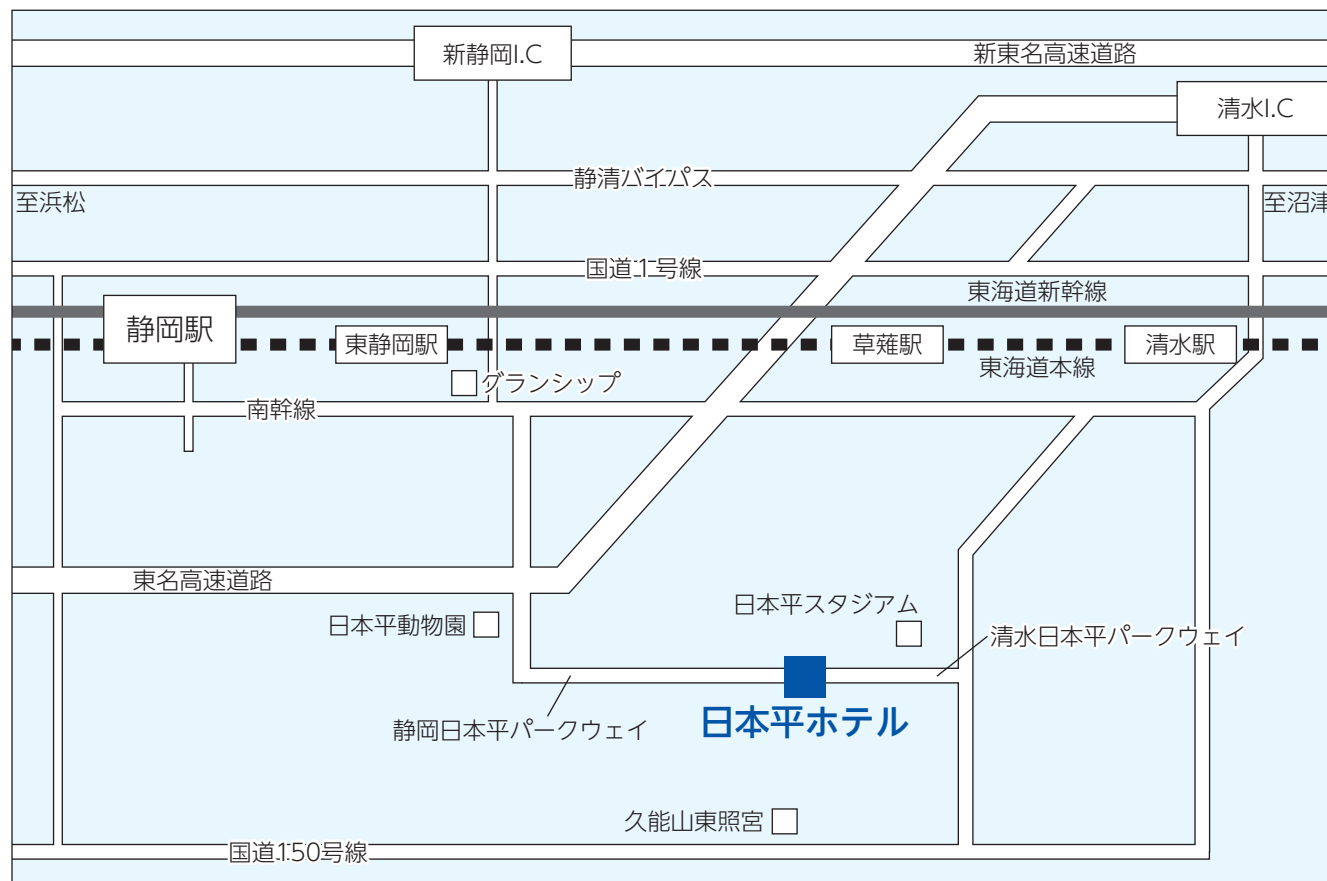 新静岡I.C
新東名高速道路
清水I.C
静清バイパス
至浜松
至沼津
国道1号線
東海道新幹線
静岡駅
東静岡駅
草薙駅
清水駅
東海道本線
グランシップ
南幹線
東名高速道路
日本平スタジアム
日本平動物園
清水日本平パークウェイ
静岡日本平パークウェイ
日本平ホテル
久能山東照宮
国道150号線